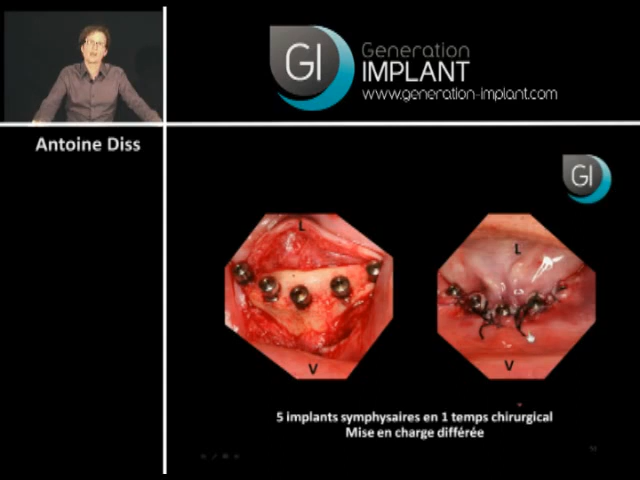 GI
Generation
IMPLANT
www.generation-implant.com
Antoine Diss
GI
L
V
L
V
5 implants symphysaires en 1 temps chirurgical
Mise en charge différée